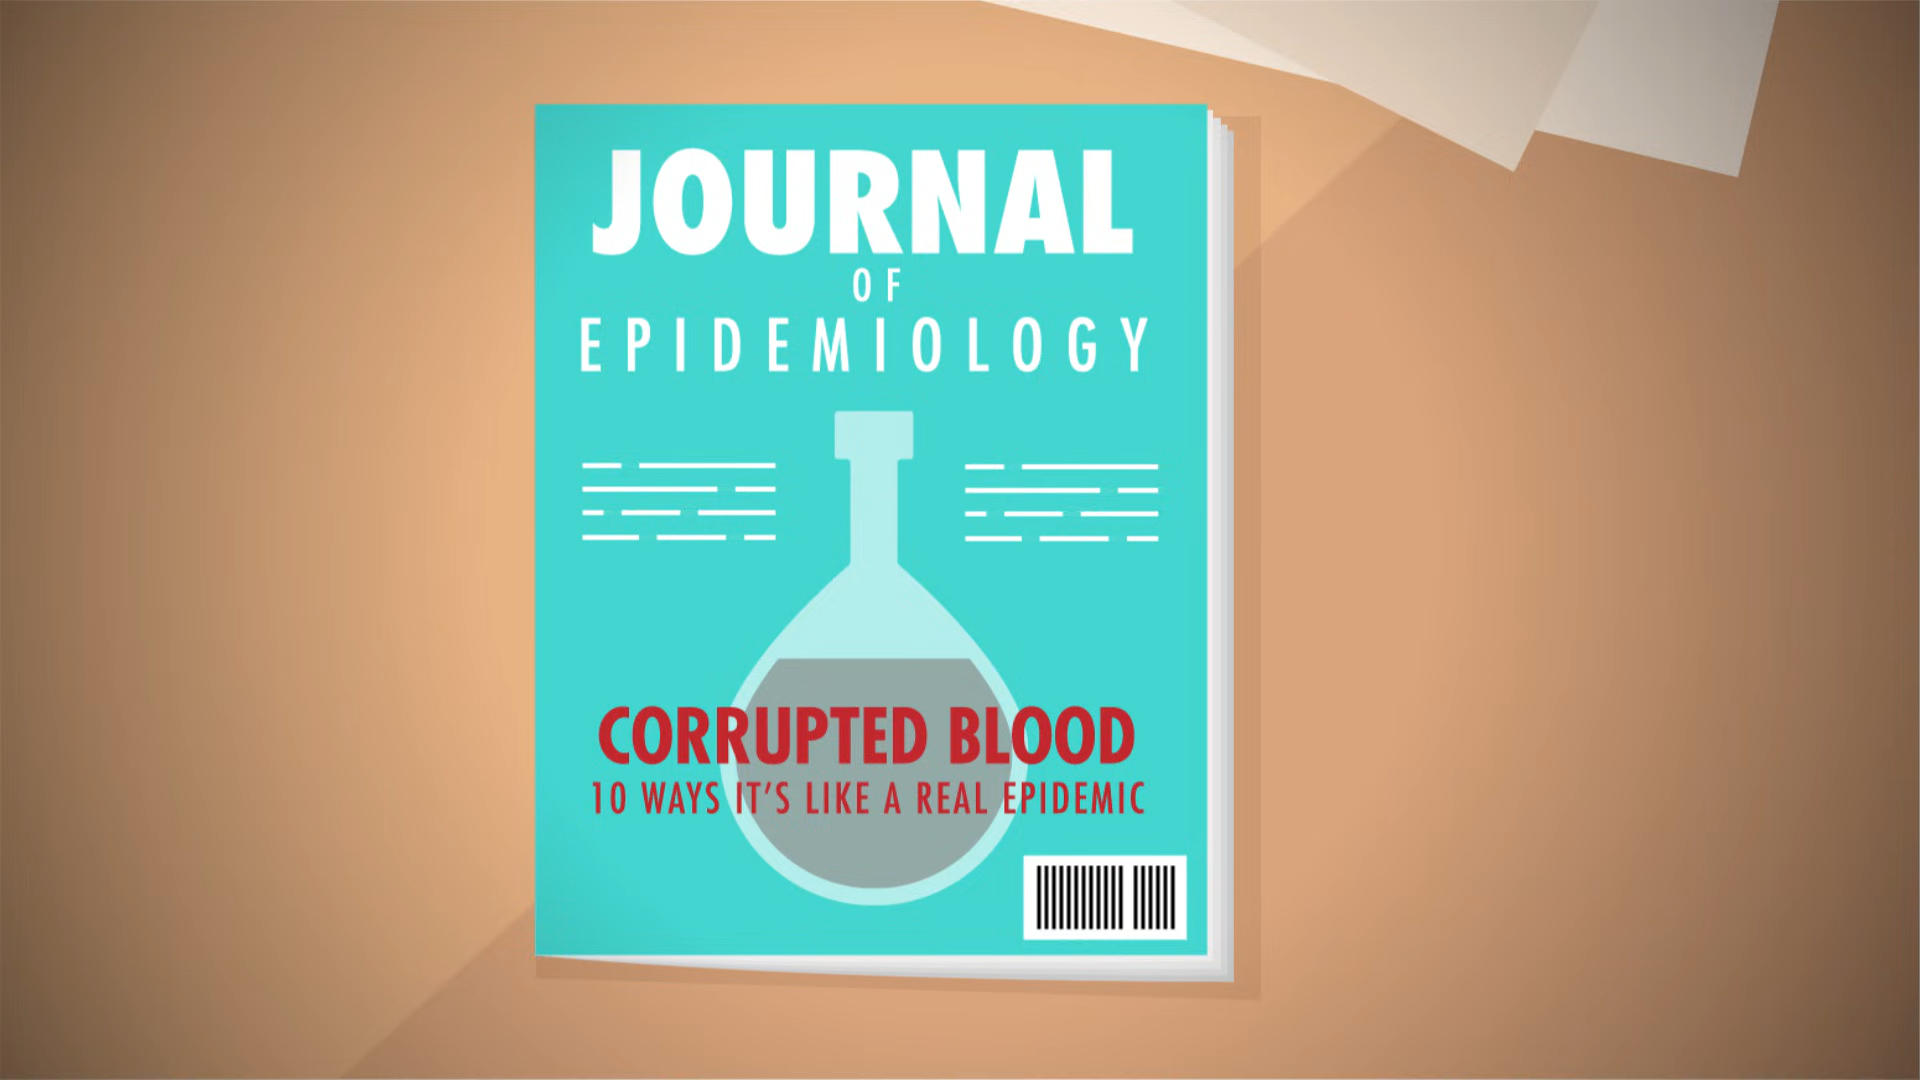 JOURNAL
OF
EPIDEMIOLOGY
CORRUPTED BLOOD
10 WAYS IT'S LIKE A REAL EPIDEMIC